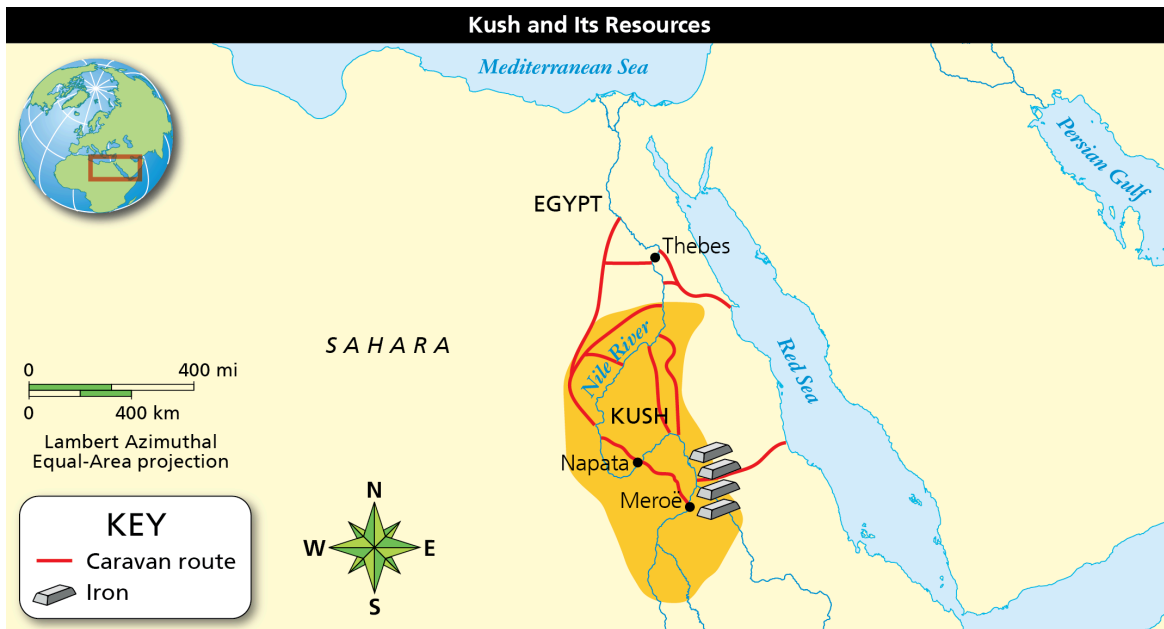 Kush and Its Resources
Mediterranean Sea
Persian Gulf
EGYPT
Thebes
SAHARA
Nile River
Red Sea
0 400 mi
0 400 km
Lambert Azimuthal
Equal-Area projection
KUSH
Napata
Meroë
N
W E
S
KEY
Caravan route
Iron